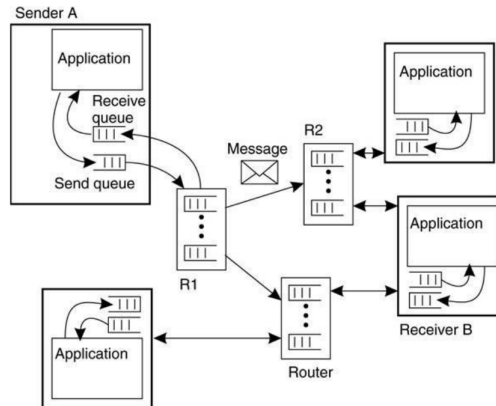 Sender A
Application
Receive
queue
Send queue
R1
Message
R2
Application
Application
Receiver B
Application
Router